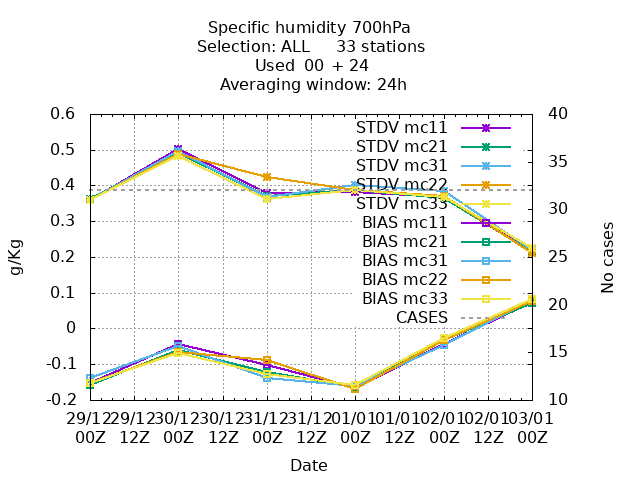 Specific humidity 700hPa
Selection: ALL 33 stations
Used 00 + 24
Averaging window: 24h
0.6
0.5
0.4
0.3
0.2
0.1
0
-0.1
-0.2
g/Kg
40
35
30
25
20
15
10
No cases
STDV mc11
STDV mc21
STDV mc31
STDV mc22
STDV mc33
BIAS mc11
BIAS mc21
BIAS mc31
BIAS mc22
BIAS mc33
CASES
29/12 29/12 30/12 30/12 31/12 31/12 01/01 01/01 02/01 02/01 03/01
00Z 12Z 00Z 12Z 00Z 12Z 00Z 12Z 00Z 12Z 00Z
Date